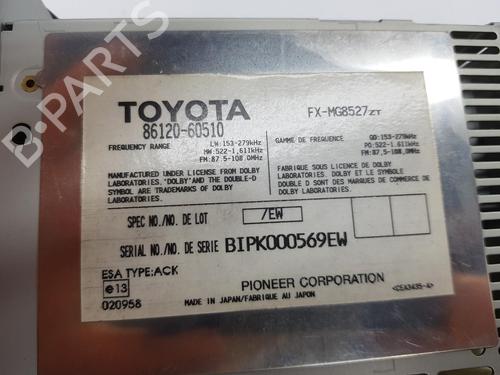 TOYOTA
86120-60510
FX-MG8527ZT
FREQUENCY RANGE
LW:153-279kHz
MW:522-1,611kHz
FM:87.5-108.0MHz
GAMME DE FREQUENCE
GO:153-279kHz
PO:522-1,611kHz
FM:87.5-108.0MHz
MANUFACTURED UNDER LICENSE FROM DOLBY
LABORATORIES. "DOLBY"AND THE DOUBLE-D
SYMBOL ARE TRADEMARKS OF DOLBY
LABORATORIES.
FABRIQUE SOUS LICENCE DE DOLBY
LABORATORIES. DOLBY ET LE SYMBOLE
DOUBLE D SONT DES MARQUES DE COMMERCE
DE DOLBY LABORATORIES.
SPEC NO./NO. DE LOT
/EW
SERIAL NO./NO. DE SERIE BIPK000569EW
ESA TYPE:ACK
e13
020958
PIONEER CORPORATION
MADE IN JAPAN/FABRIQUE AU JAPON
<CEA3435-A>
B-PARTS